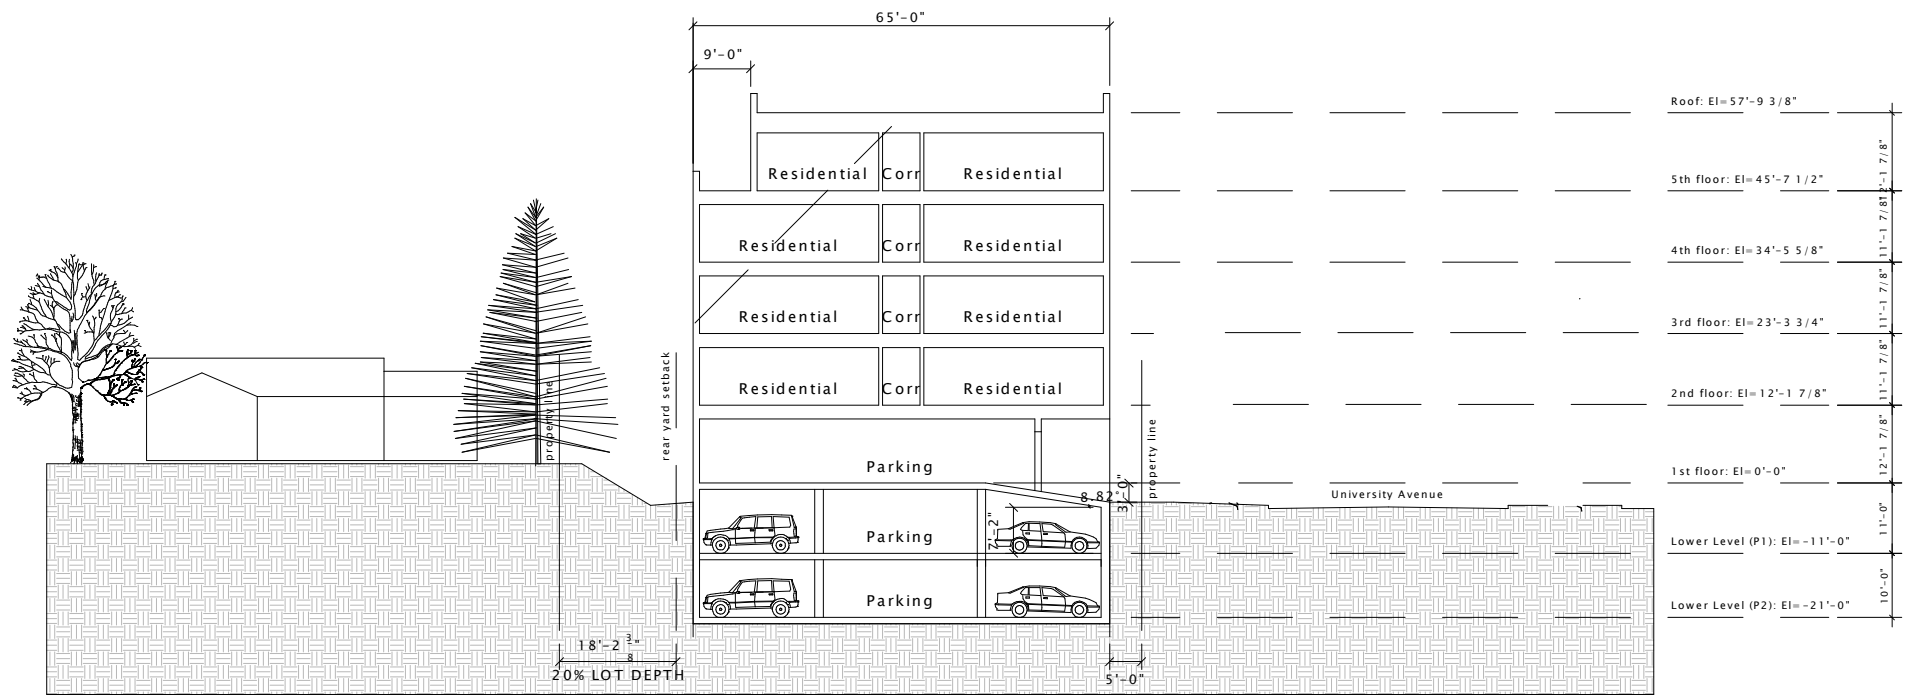 65'-0"
9'-0"
Roof: El=57'-9 3/8"
12'-1 7/8"
Residential Corr Residential
5th floor: El=45'-7 1/2"
11'-1 7/8"
Residential Corr Residential
4th floor: El=34'-5 5/8"
11'-1 7/8"
Residential Corr Residential
3rd floor: El=23'-3 3/4"
11'-1 7/8"
Residential Corr Residential
2nd floor: El=12'-1 7/8"
12'-1 7/8"
property line
rear yard setback
property line
Parking
1st floor: El=0'-0"
8.82°
3'-0"
University Avenue
7'-2"
Parking
Lower Level (P1): El=-11'-0"
11'-0"
Parking
Lower Level (P2): El=-21'-0"
10'-0"
18'-2 3/8"
20% LOT DEPTH
5'-0"